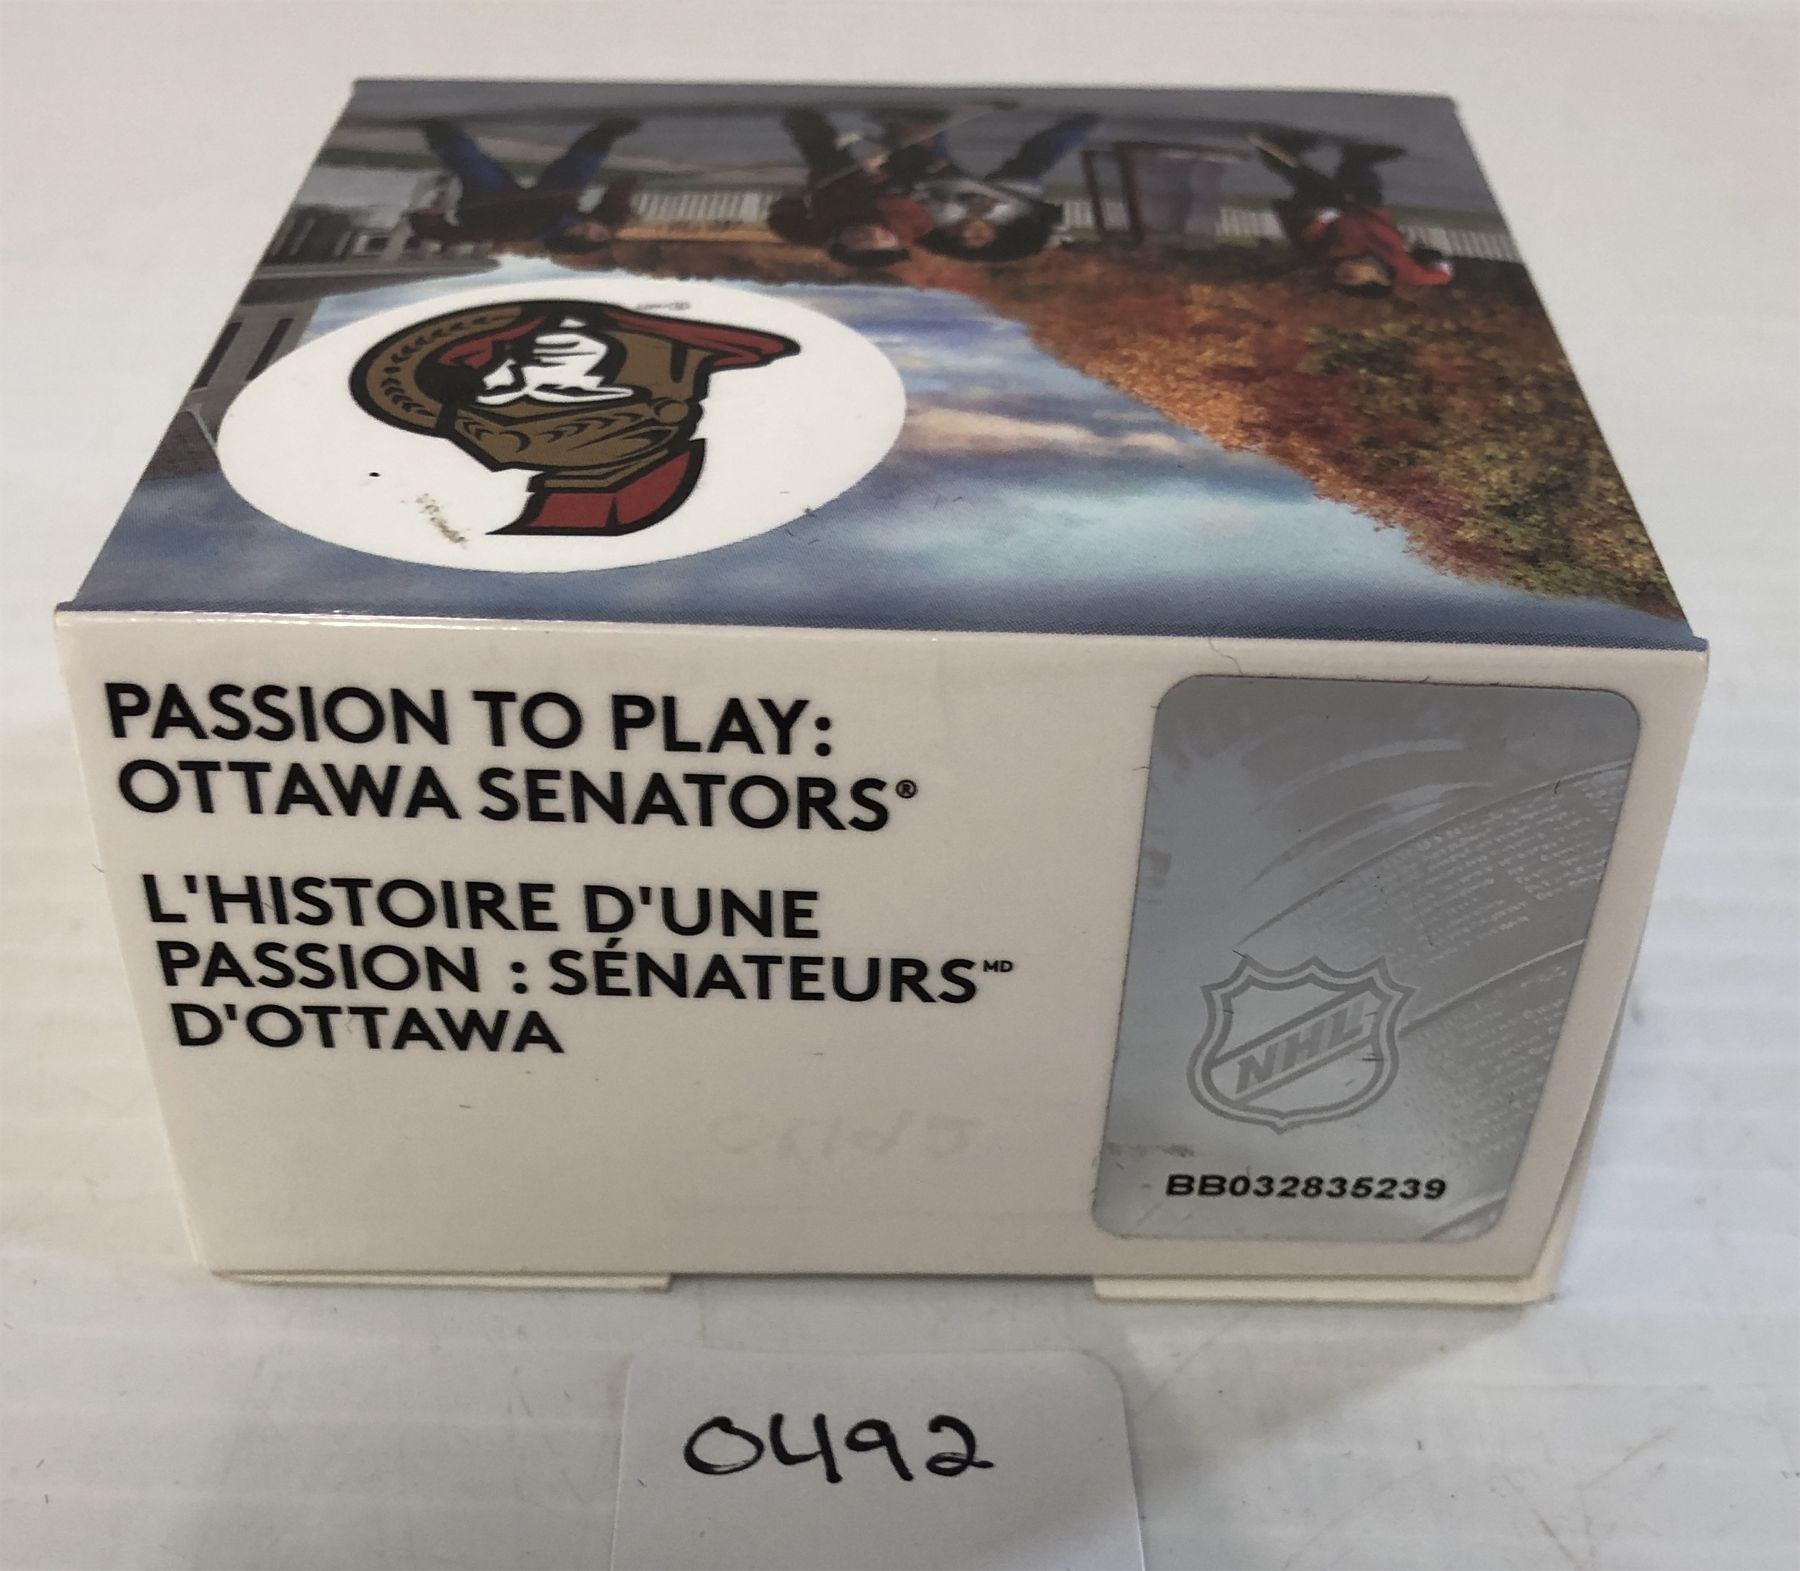 PASSION TO PLAY:
OTTAWA SENATORS®
L'HISTOIRE D'UNE
PASSION : SÉNATEURS MD
D'OTTAWA
NHL
BB032835239
0492